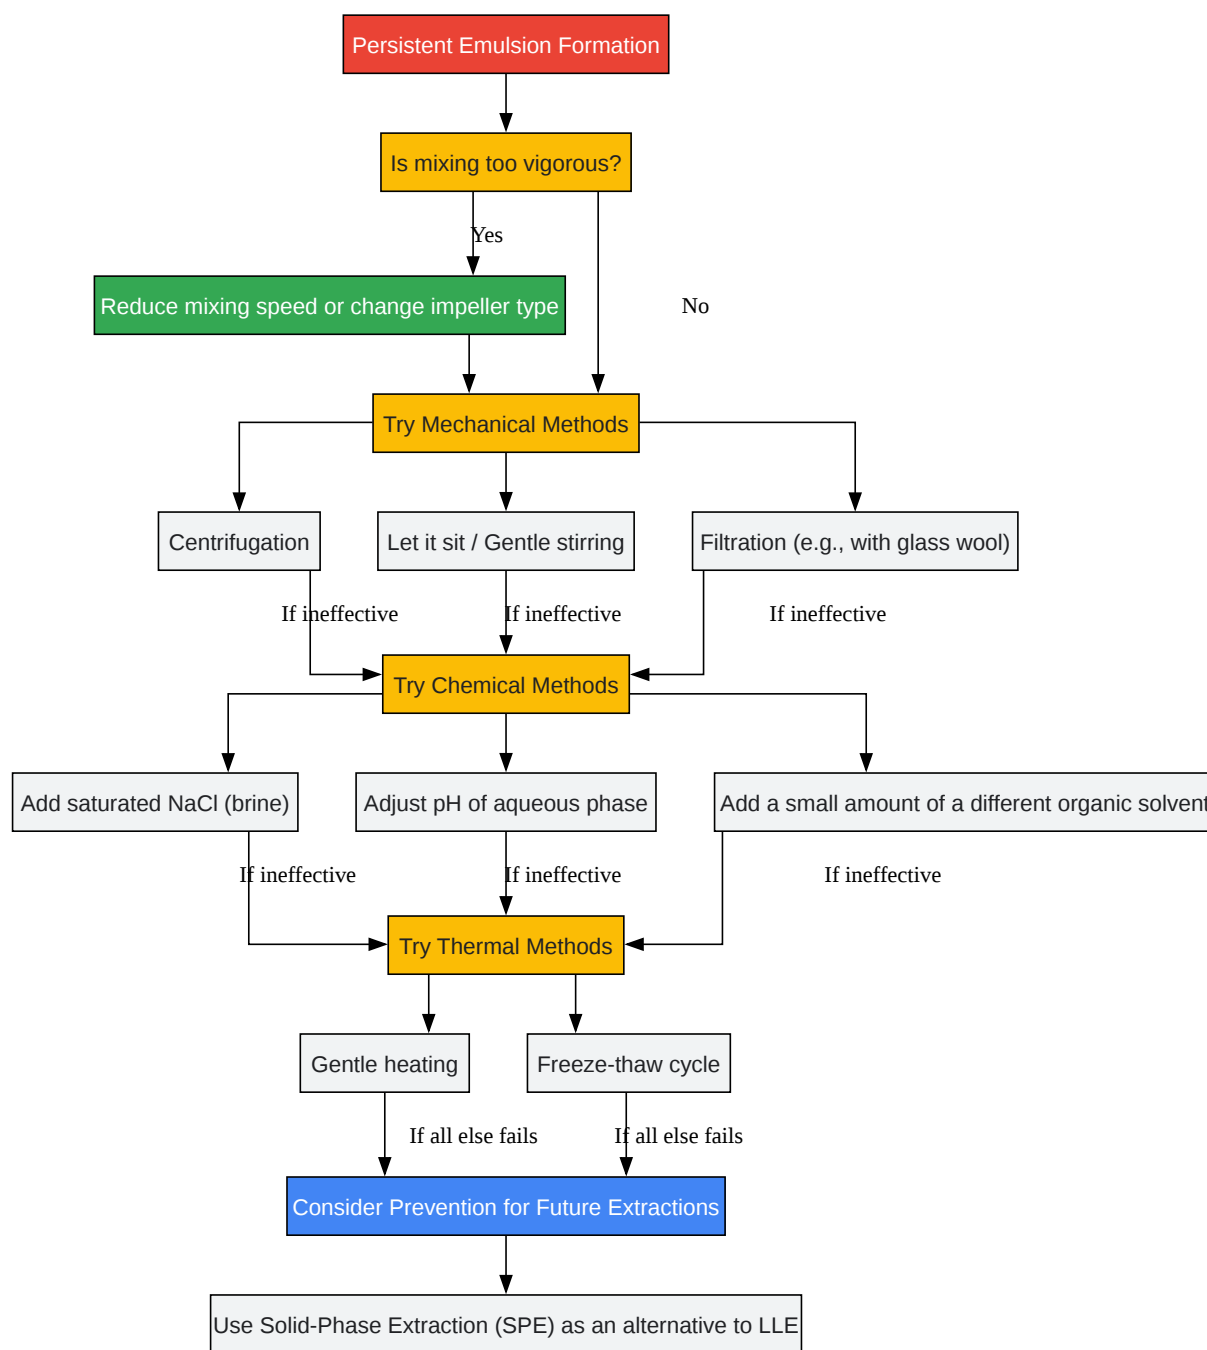 Persistent Emulsion Formation
Is mixing too vigorous?
Yes
Reduce mixing speed or change impeller type
No
Try Mechanical Methods
Centrifugation
Let it sit / Gentle stirring
Filtration (e.g., with glass wool)
If ineffective
If ineffective
If ineffective
Try Chemical Methods
Add saturated NaCl (brine)
Adjust pH of aqueous phase
Add a small amount of a different organic solvent
If ineffective
If ineffective
If ineffective
Try Thermal Methods
Gentle heating
Freeze-thaw cycle
If all else fails
If all else fails
Consider Prevention for Future Extractions
Use Solid-Phase Extraction (SPE) as an alternative to LLE